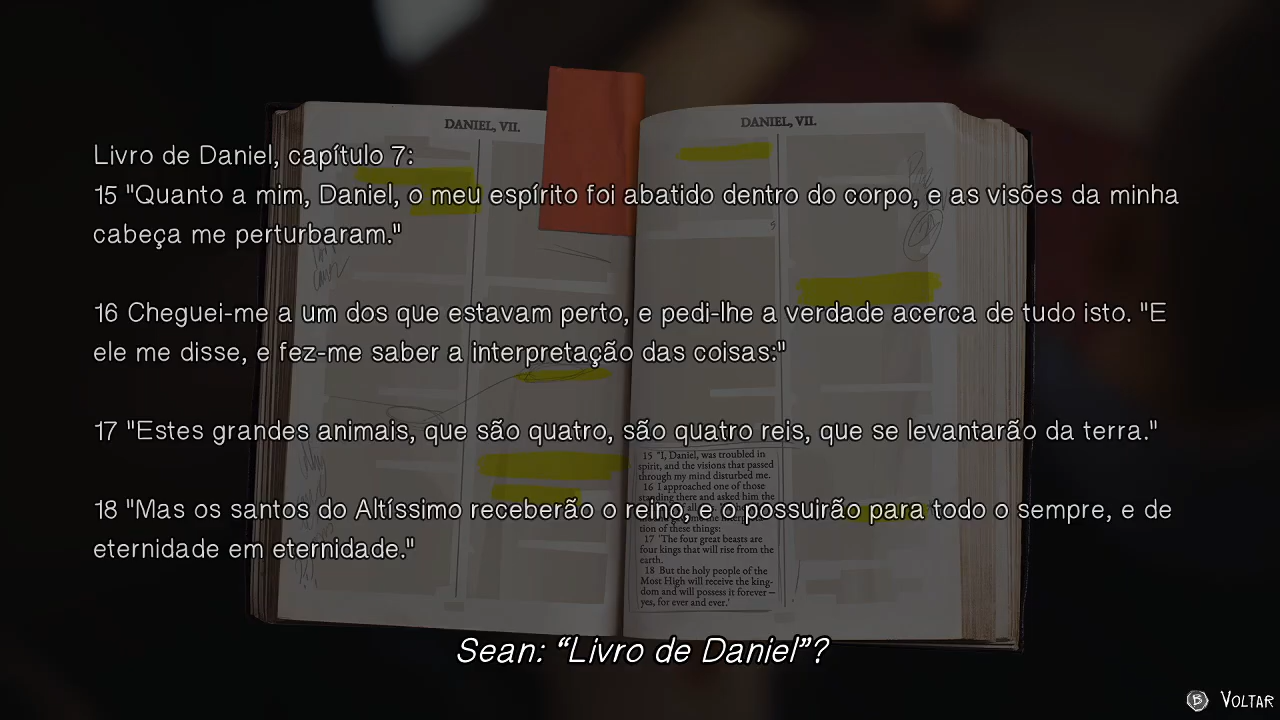 DANIEL, VII.
DANIEL, VII.
Livro de Daniel, capítulo 7:
15 "Quanto a mim, Daniel, o meu espírito foi abatido dentro do corpo, e as visões da minha
cabeça me perturbaram."
16 Cheguei-me a um dos que estavam perto, e pedi-lhe a verdade acerca de tudo isto. "E
ele me disse, e fez-me saber a interpretação das coisas:"
17 "Estes grandes animais, que são quatro, são quatro reis, que se levantarão da terra."
18 "Mas os santos do Altíssimo receberão o reino, e o possuirão para todo o sempre, e de
eternidade em eternidade."
15 "I, Daniel, was troubled in
spirit, and the visions that passed
through my mind disturbed me.
16 I approached one of those
standing there and asked him the
tion of these things:
17 'The four great beasts are
four kings that will rise from the
earth.
18 But the holy people of the
Most High will receive the king-
dom and will possess it forever –
yes, for ever and ever.'
Sean: “Livro de Daniel”?
B VOLTAR